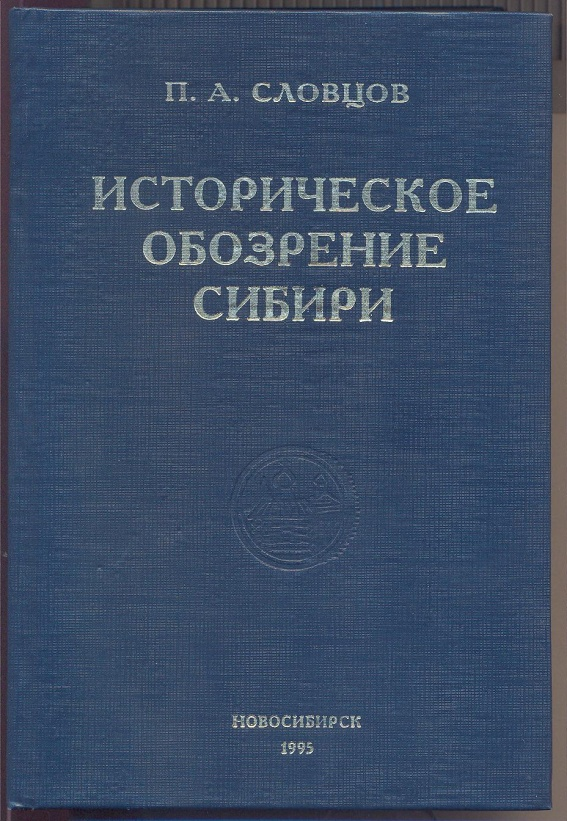 П. А. СЛОВЦОВ
ИСТОРИЧЕСКОЕ
ОБОЗРЕНИЕ
СИБИРИ
НОВОСИБИРСК
1995